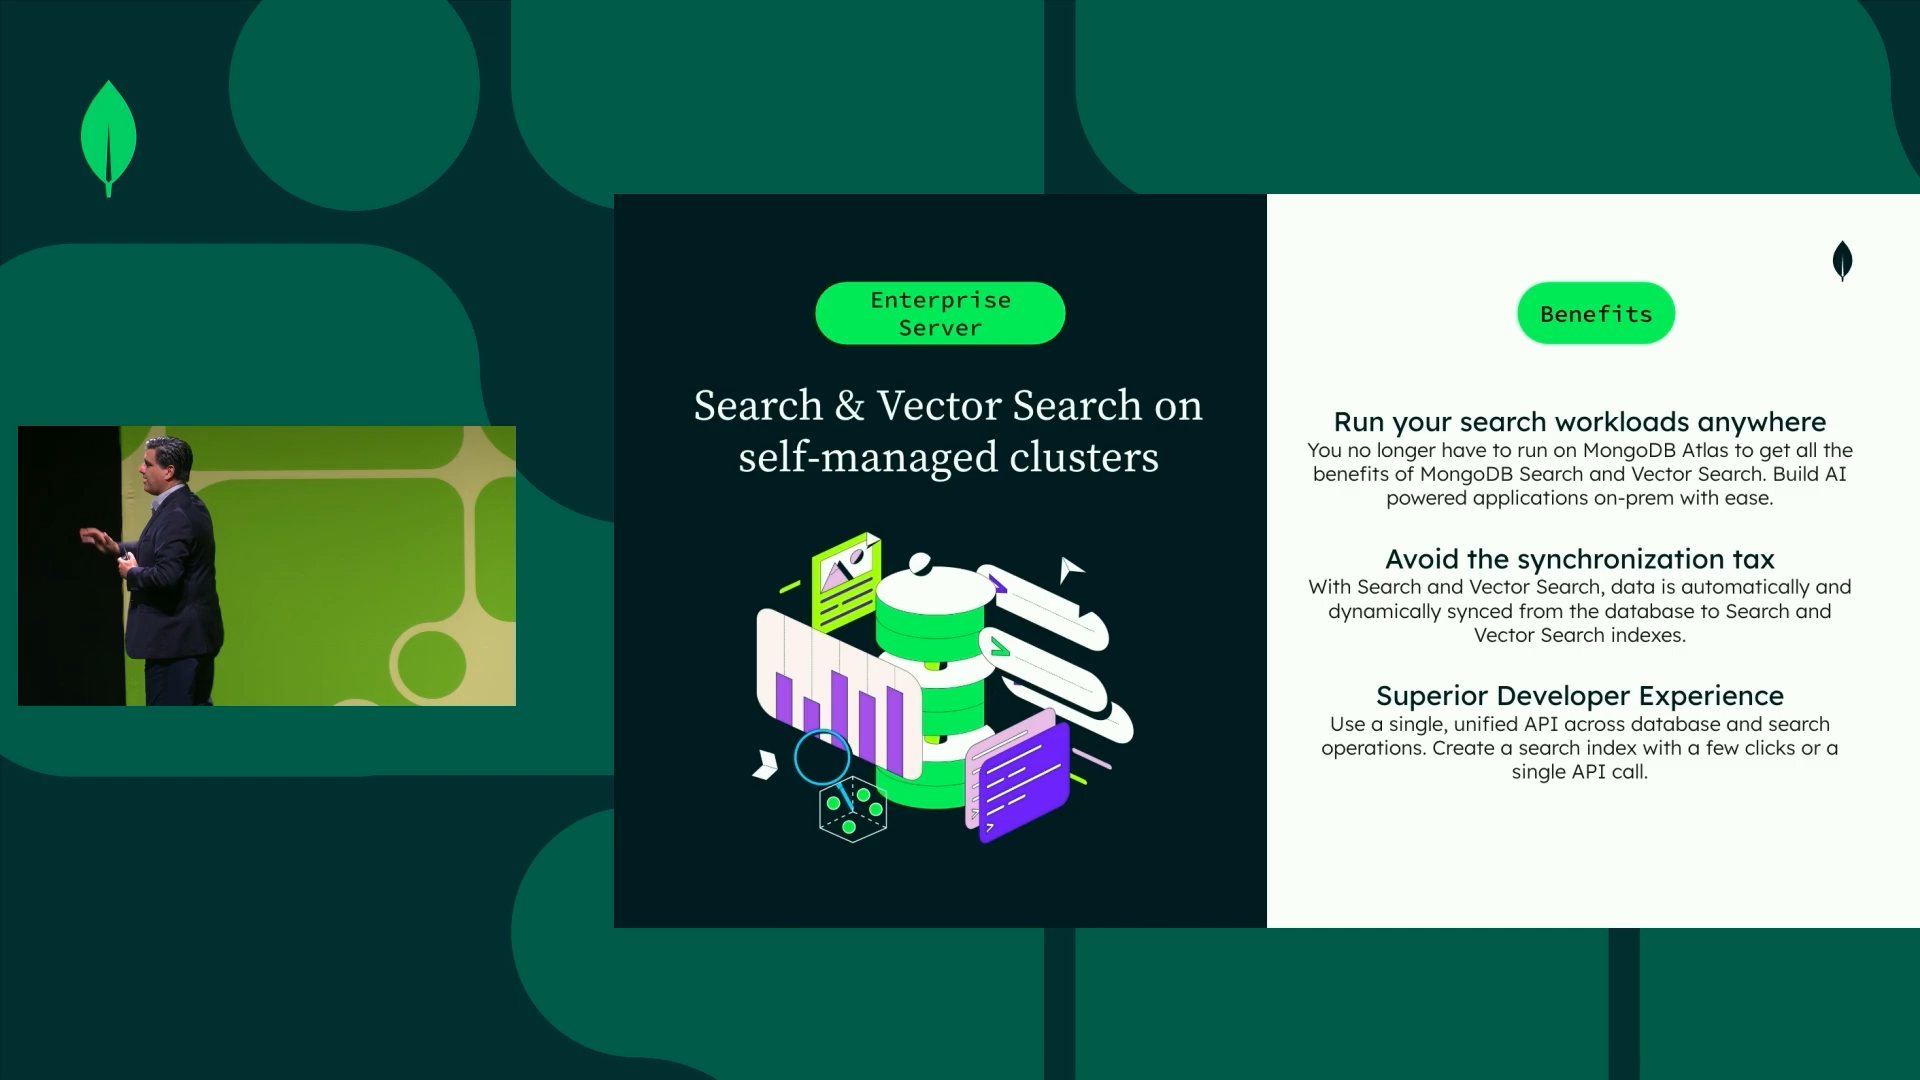 Enterprise
Server
Search & Vector Search on
self-managed clusters
Benefits
Run your search workloads anywhere
You no longer have to run on MongoDB Atlas to get all the
benefits of MongoDB Search and Vector Search. Build AI
powered applications on-prem with ease.
Avoid the synchronization tax
With Search and Vector Search, data is automatically and
dynamically synced from the database to Search and
Vector Search indexes.
Superior Developer Experience
Use a single, unified API across database and search
operations. Create a search index with a few clicks or a
single API call.